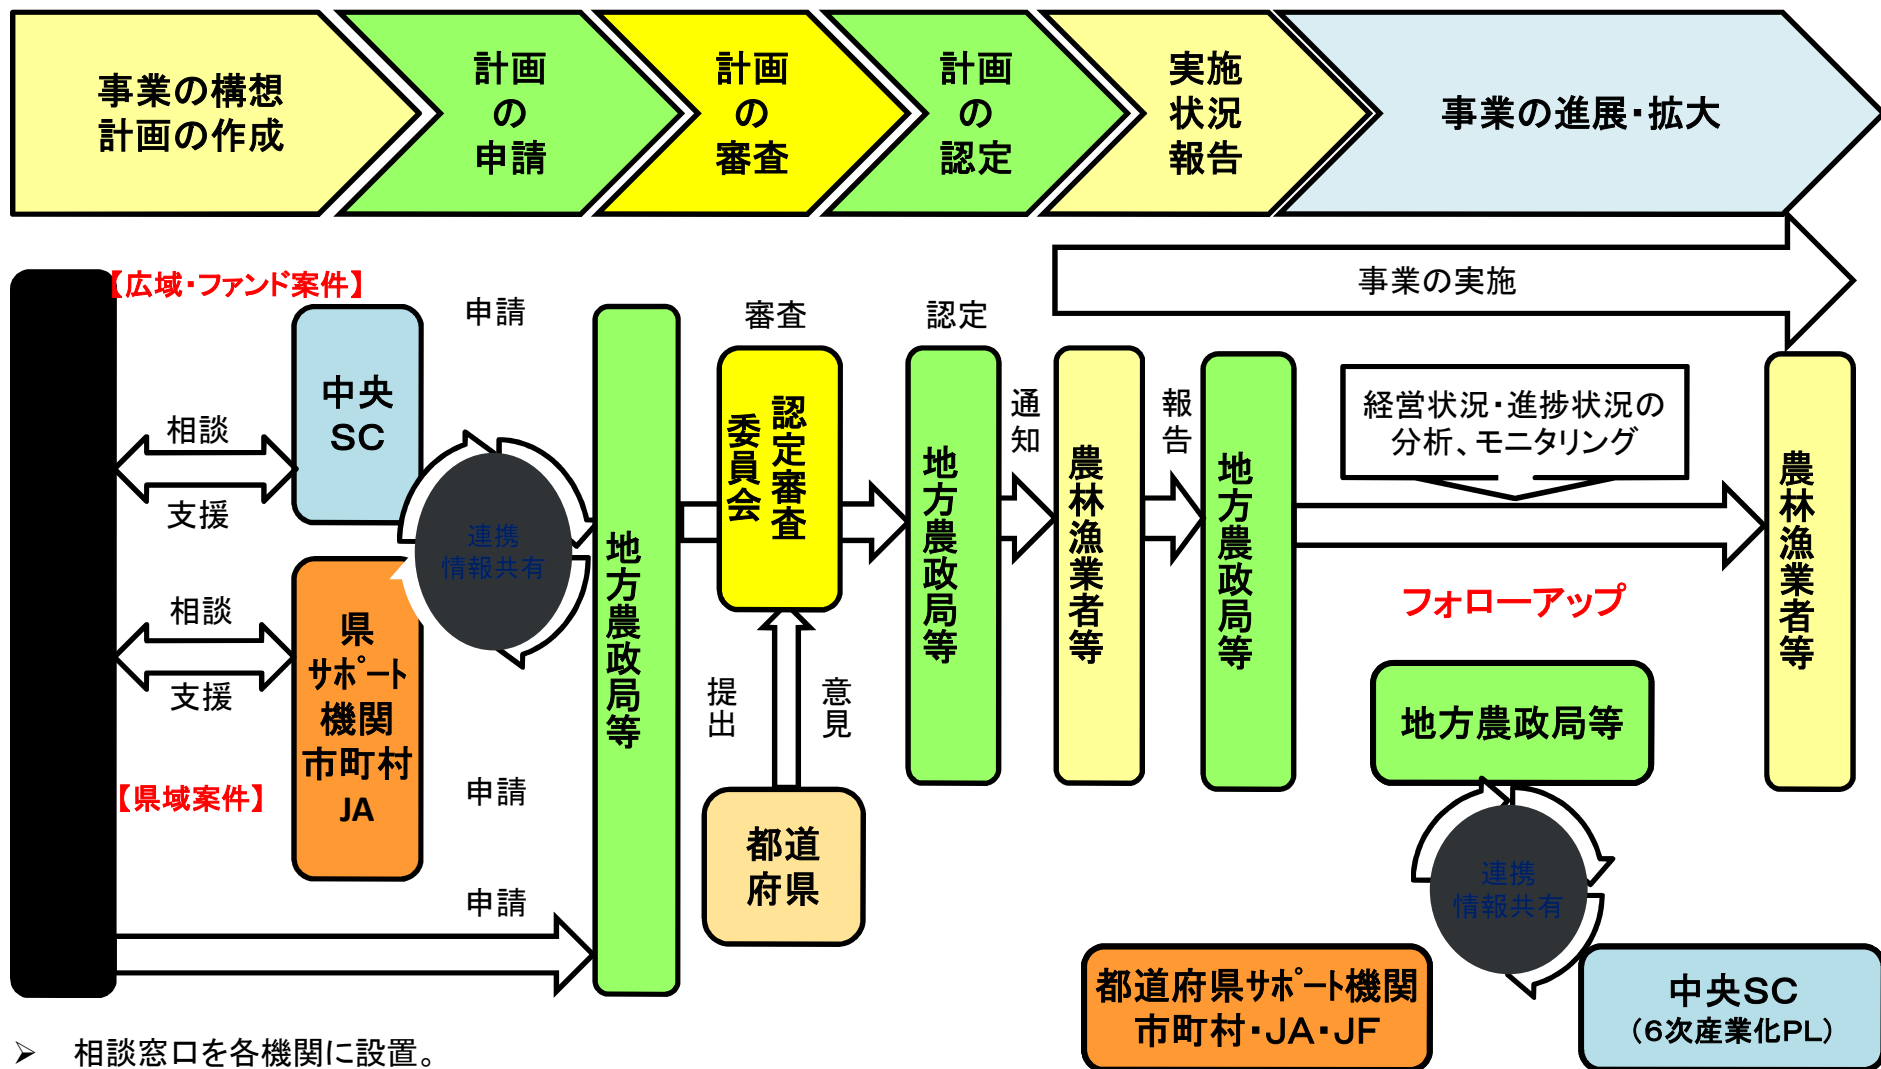 事業の構想
計画の作成
計画
の
申請
計画
の
審査
計画
の
認定
実施
状況
報告
事業の進展・拡大
事業の実施
【広域・ファンド案件】
申請
審査
認定
中央
SC
相談
支援
連携
情報共有
県
サポート
機関
市町村
JA
相談
支援
【県域案件】
申請
申請
地方農政局等
認定審査
委員会
提出
意見
都道
府県
地方農政局等
通知
農林漁業者等
報告
地方農政局等
経営状況・進捗状況の
分析、モニタリング
フォローアップ
農林漁業者等
地方農政局等
連携
情報共有
都道府県サポート機関
市町村・JA・JF
中央SC
(6次産業化PL)
➢ 相談窓口を各機関に設置。